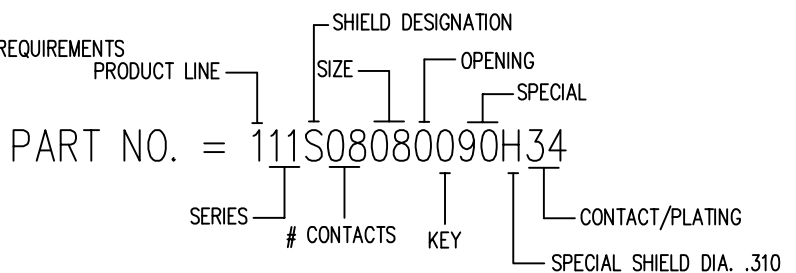 SHIELD DESIGNATION
REQUIREMENTS
PRODUCT LINE
SIZE
OPENING
SPECIAL
PART NO. = 111S08080090H34
SERIES
# CONTACTS
KEY
CONTACT/PLATING
SPECIAL SHIELD DIA. .310